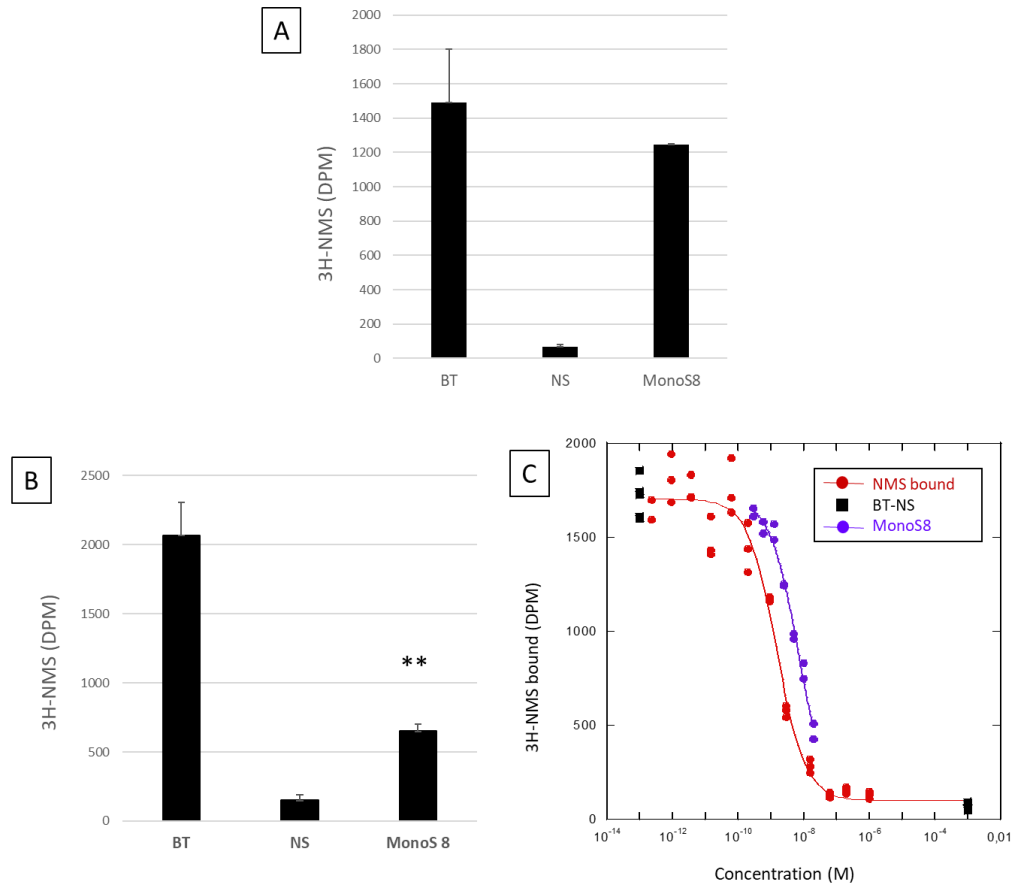 A
3H-NMS (DPM)
2000
1800
1600
1400
1200
1000
800
600
400
200
0
BT NS MonoS8
B
3H-NMS (DPM)
2500
2000
1500
1000
500
0
**
BT NS MonoS 8
C
3H-NMS bound (DPM)
2000
1500
1000
500
0
NMS bound
BT-NS
MonoS8
10-14 10-12 10-10 10-8 10-6 10-4 0,01
Concentration (M)